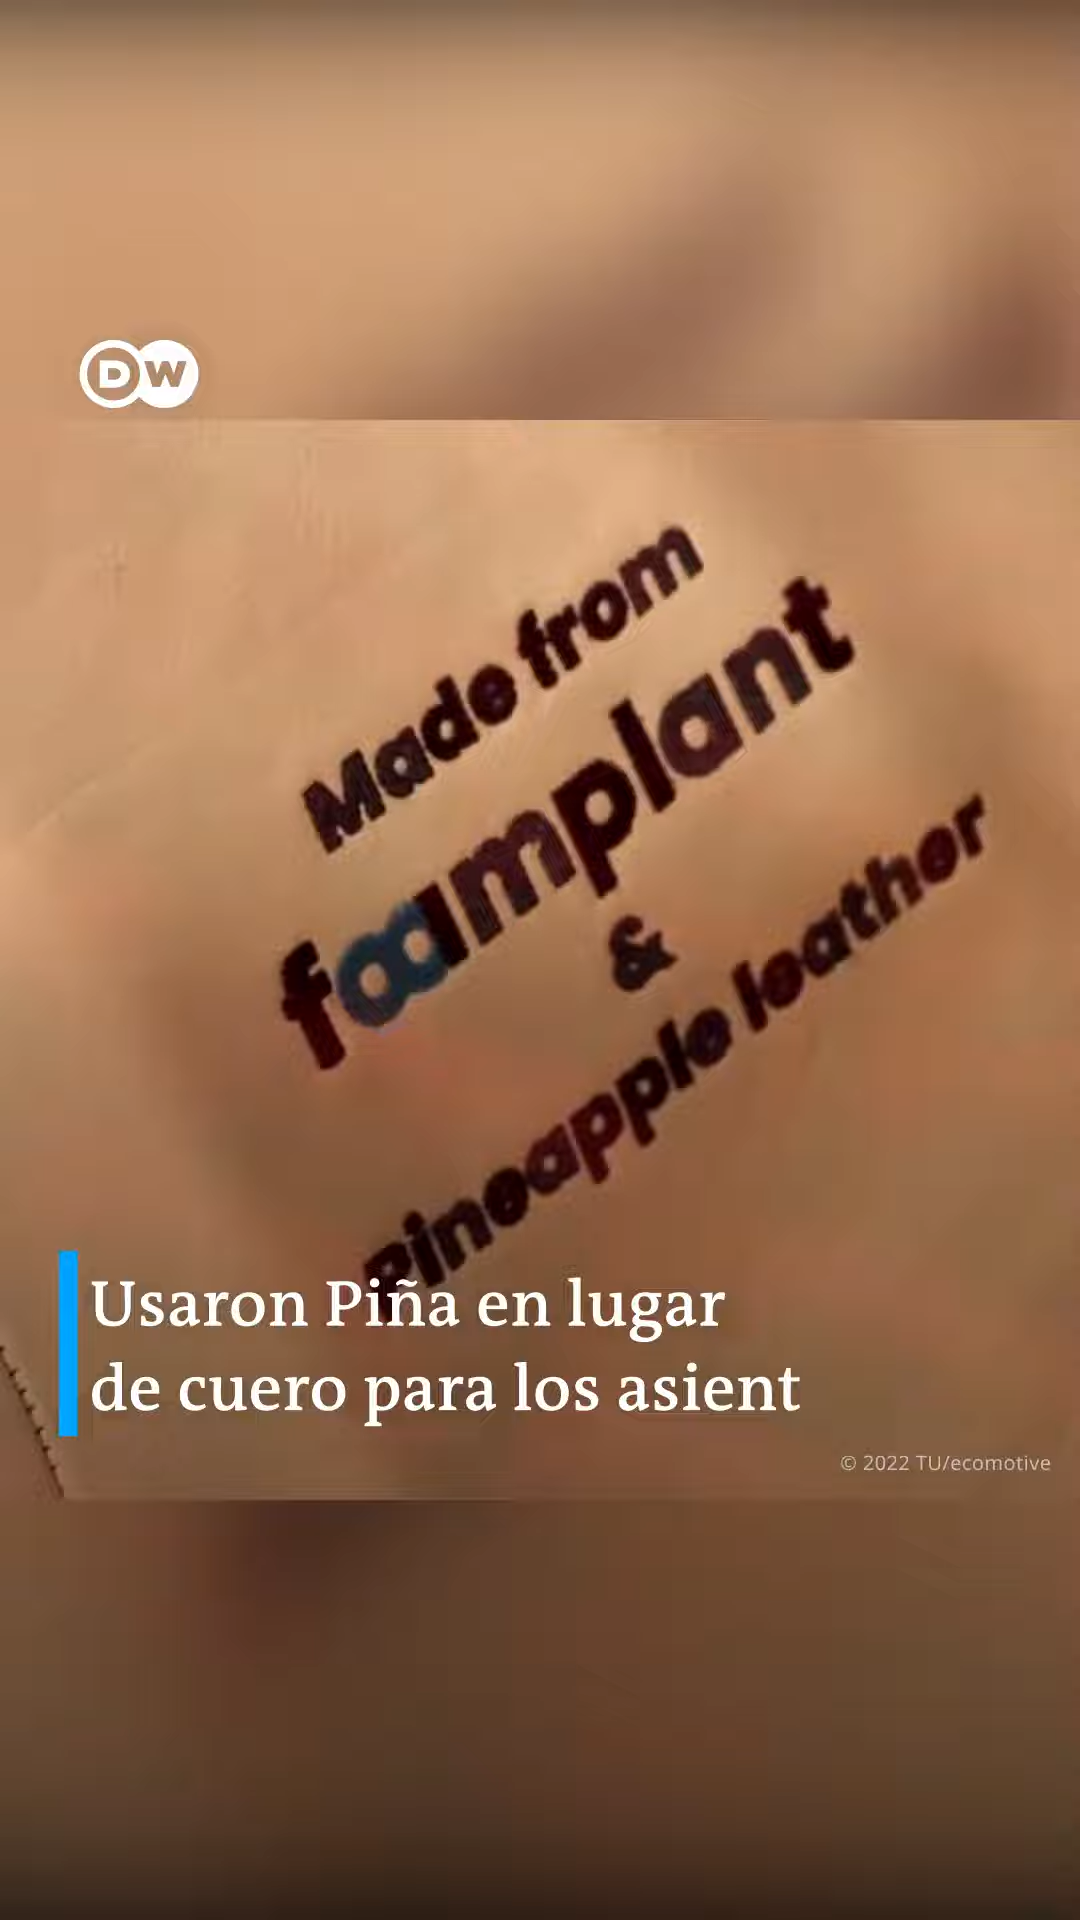 DW
Made from
foamplant
&
Pineapple leather
Usaron Piña en lugar
de cuero para los asient
© 2022 TU/ecomotive